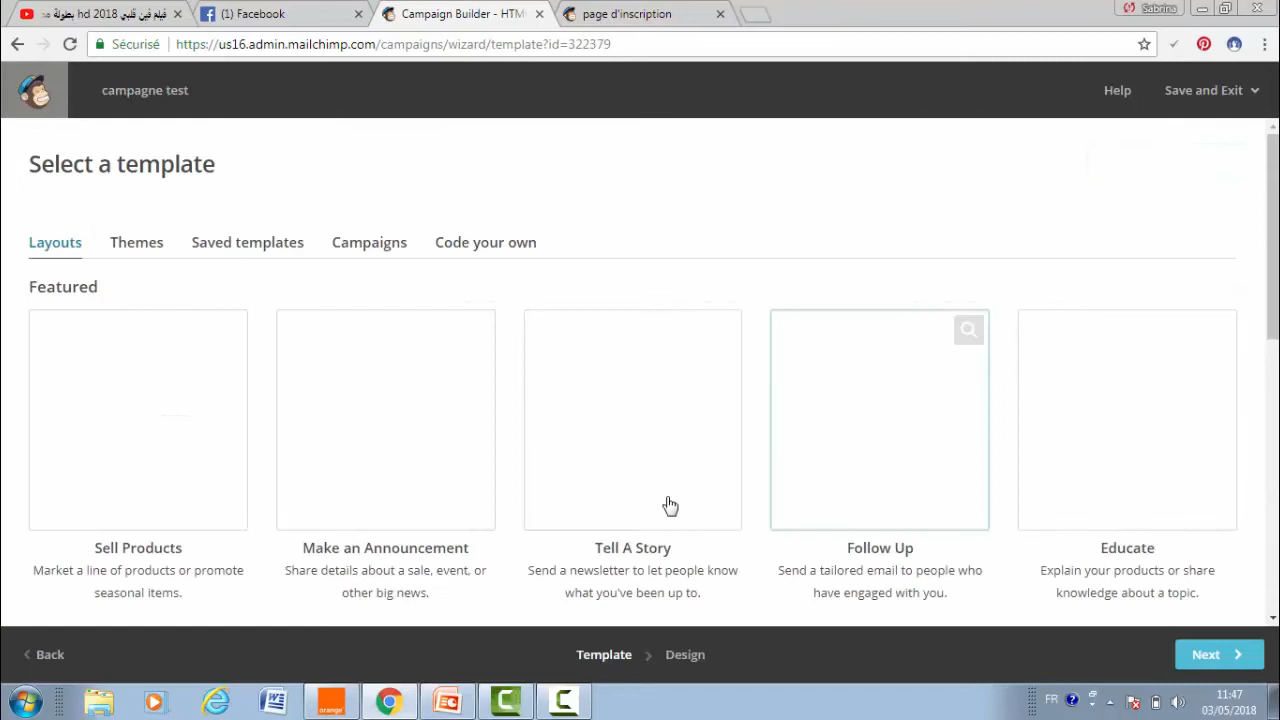 فيلم فين قلبي 2018 hd بطولة مد
(1) Facebook
Campaign Builder - HTM
page d'inscription
Sabrina
Sécurisé
https://us16.admin.mailchimp.com/campaigns/wizard/template?id=322379
campagne test
Help
Save and Exit
Select a template
Layouts
Themes
Saved templates
Campaigns
Code your own
Featured
Sell Products
Market a line of products or promote
seasonal items.
Make an Announcement
Share details about a sale, event, or
other big news.
Tell A Story
Send a newsletter to let people know
what you've been up to.
Follow Up
Send a tailored email to people who
have engaged with you.
Educate
Explain your products or share
knowledge about a topic.
Back
Template
Design
Next
orange
FR
11:47
03/05/2018